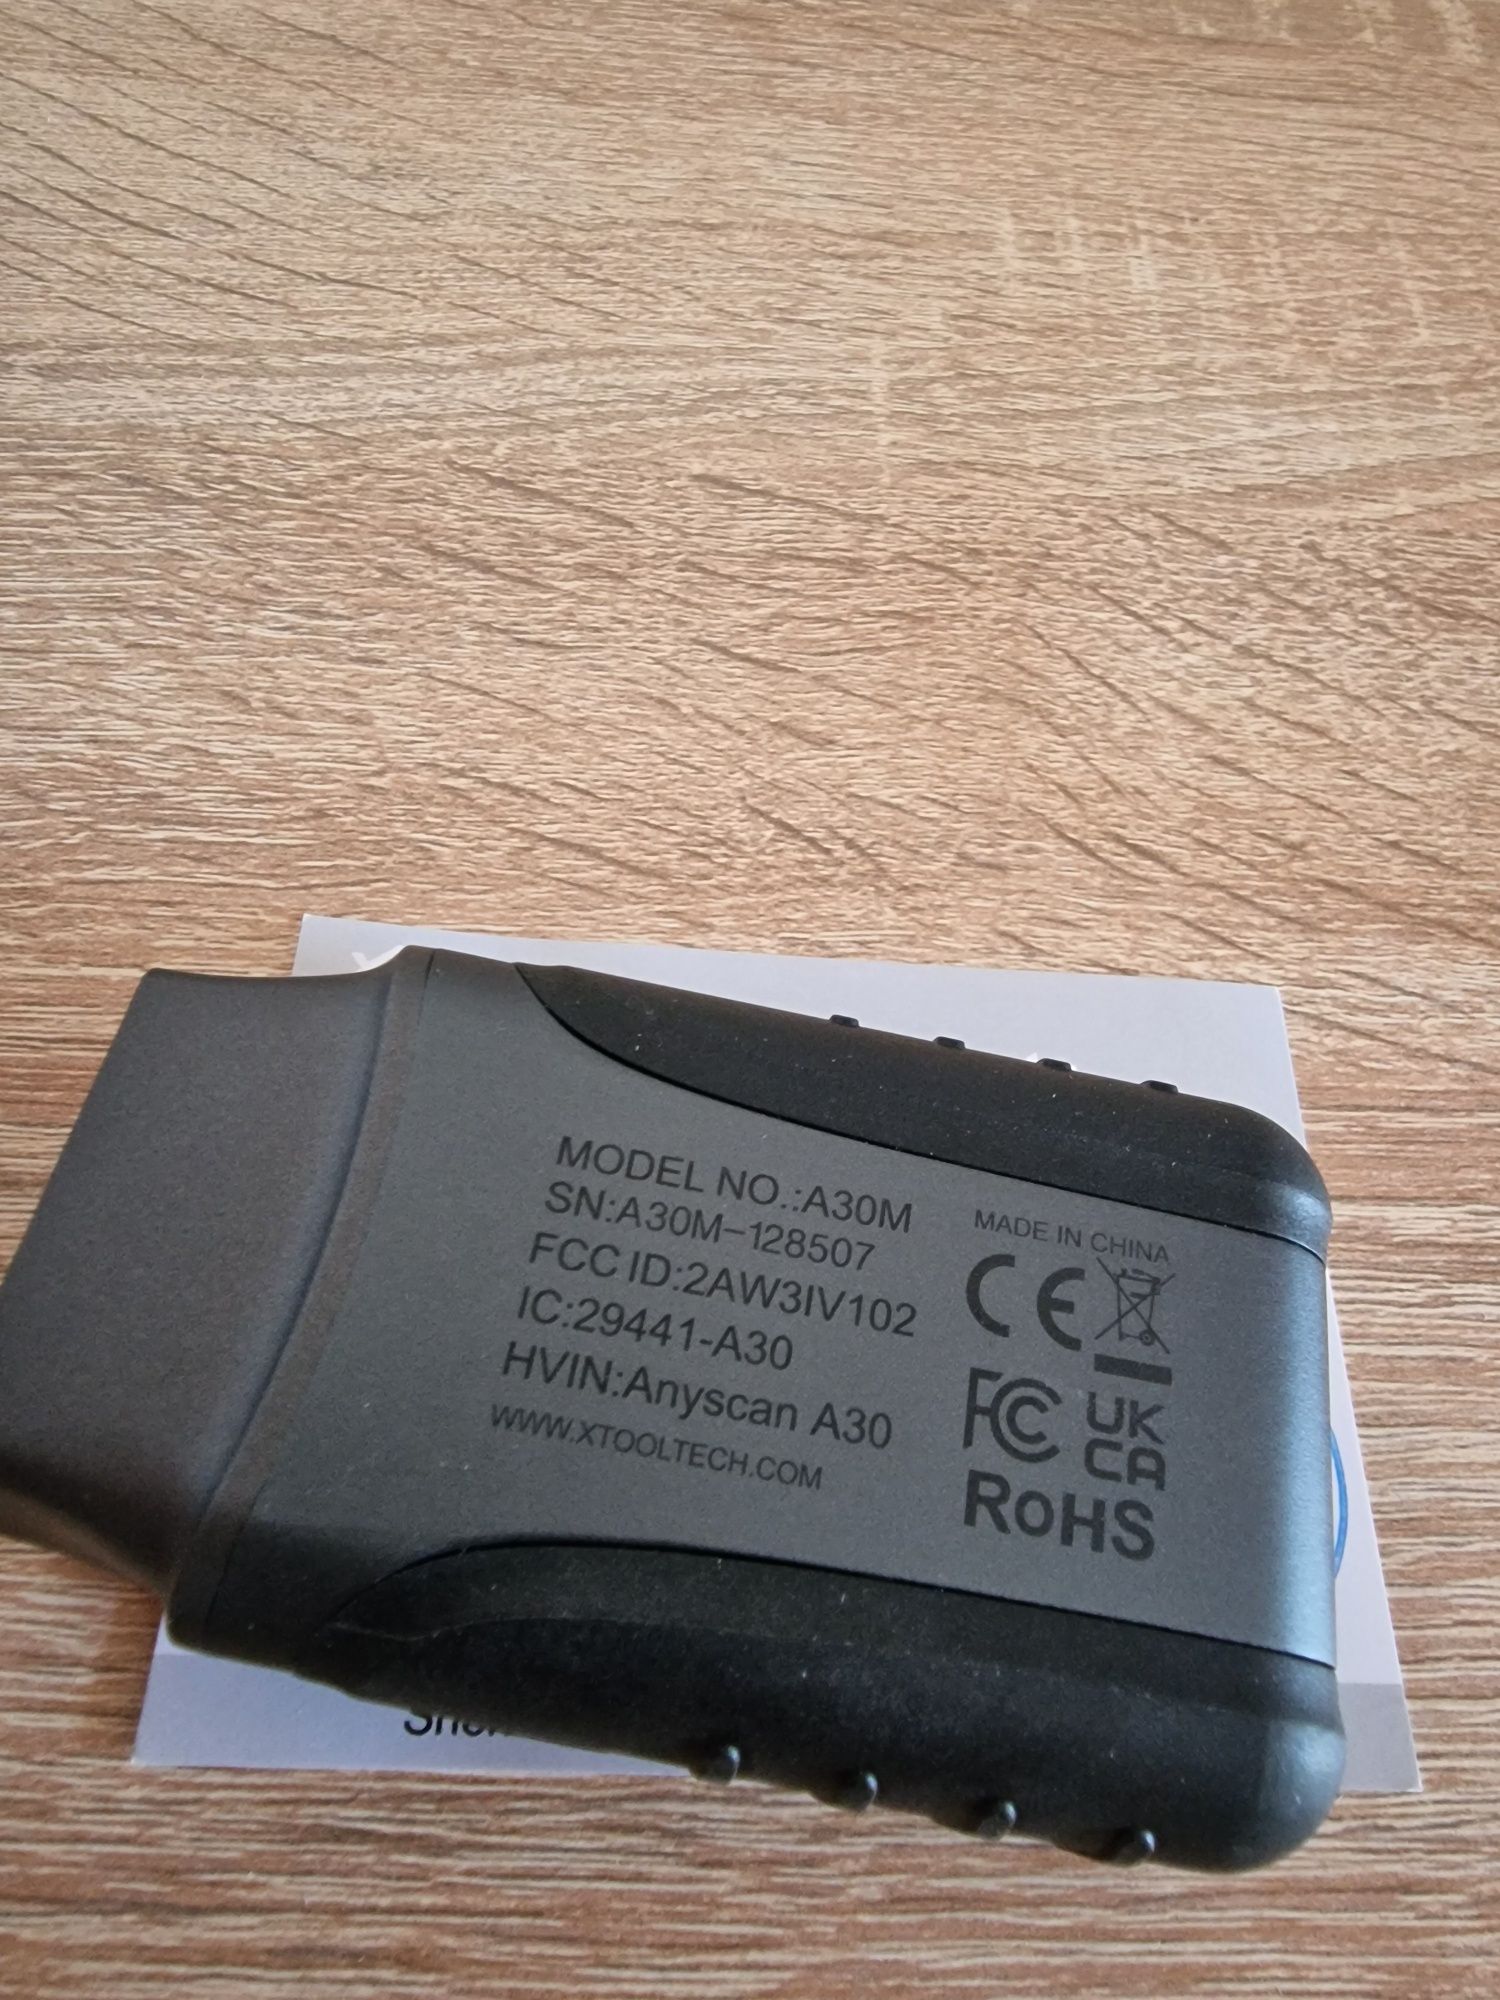 MODEL NO.:A30M
SN:A30M-128507
FCC ID:2AW3IV102
IC:29441-A30
HVIN:Anyscan A30
WWW.XTOOLTECH.COM
MADE IN CHINA
CE
FC
UK
CA
RoHS